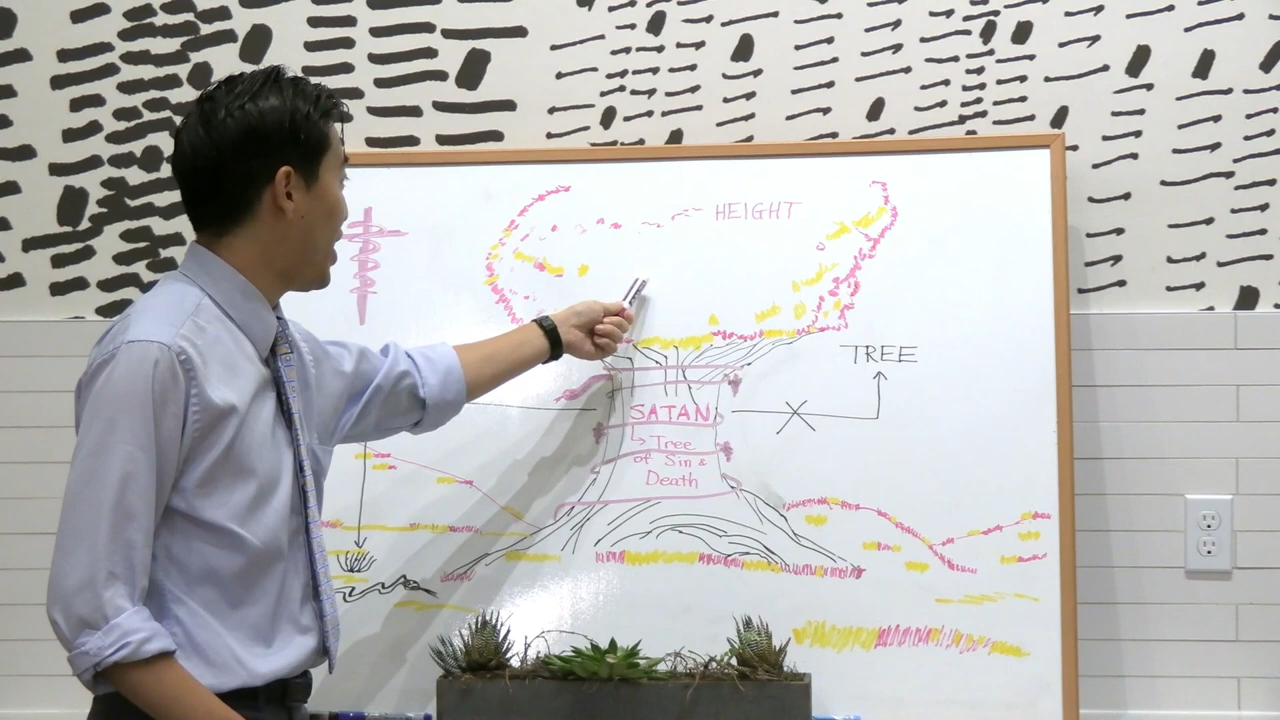 HEIGHT
TREE
SATAN
Tree
of Sin &
Death